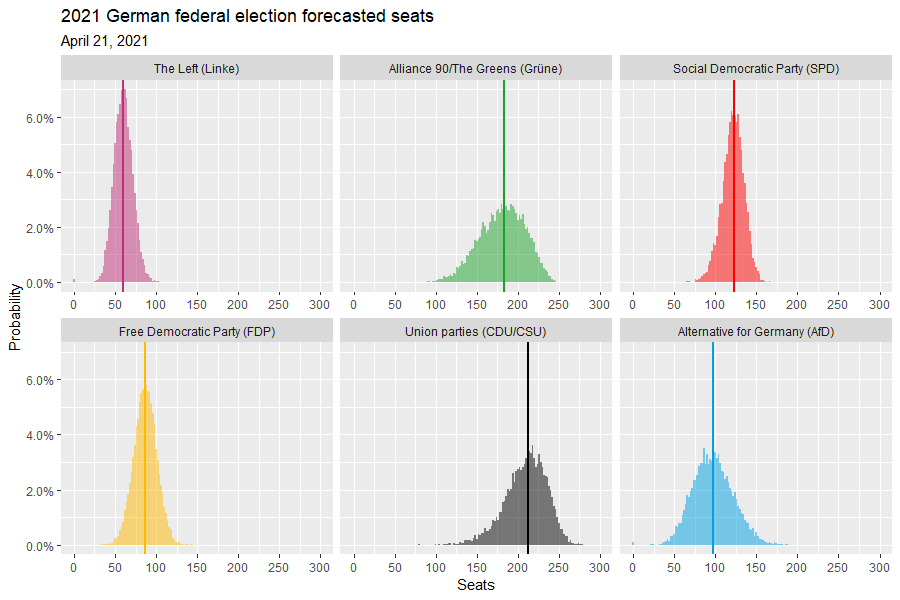 2021 German federal election forecasted seats
April 21, 2021
The Left (Linke)
Alliance 90/The Greens (Grüne)
Social Democratic Party (SPD)
6.0%
4.0%
2.0%
0.0%
0 50 100 150 200 250 300
0 50 100 150 200 250 300
0 50 100 150 200 250 300
Probability
Free Democratic Party (FDP)
Union parties (CDU/CSU)
Alternative for Germany (AfD)
6.0%
4.0%
2.0%
0.0%
0 50 100 150 200 250 300
0 50 100 150 200 250 300
0 50 100 150 200 250 300
Seats